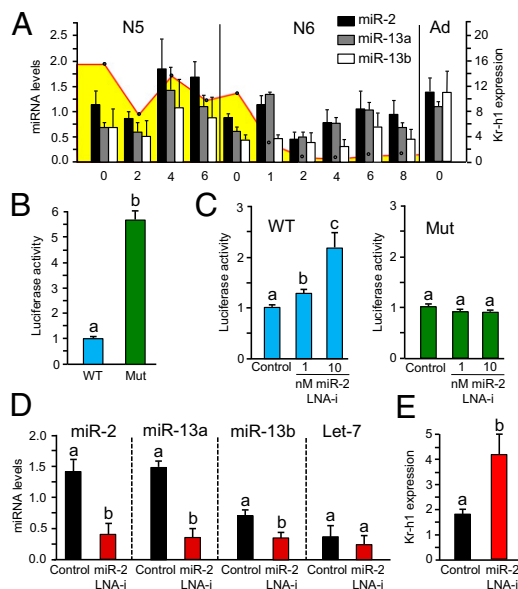 A
N5
N6
Ad
miR-2
miR-13a
miR-13b
miRNA levels
2.5
2.0
1.5
1.0
0.5
0.0
Kr-h1 expression
16
12
8
4
0
0 2 4 6 0 1 2 4 6 8 0
B
Luciferase activity
6
5
4
3
2
1
0
a
b
WT
Mut
C
WT
Luciferase activity
3
2
1
0
a
b
c
Control 1 10
nM miR-2
LNA-i
Mut
Luciferase activity
3
2
1
0
a a a
Control 1 10
nM miR-2
LNA-i
D
miR-2 miR-13a miR-13b Let-7
miRNA levels
2.0
1.5
1.0
0.5
0.0
a b a b a b a a
Control miR-2 Control miR-2 Control miR-2 Control miR-2
LNA-i LNA-i LNA-i LNA-i
E
Kr-h1 expression
5
4
3
2
1
0
a
b
Control miR-2
LNA-i